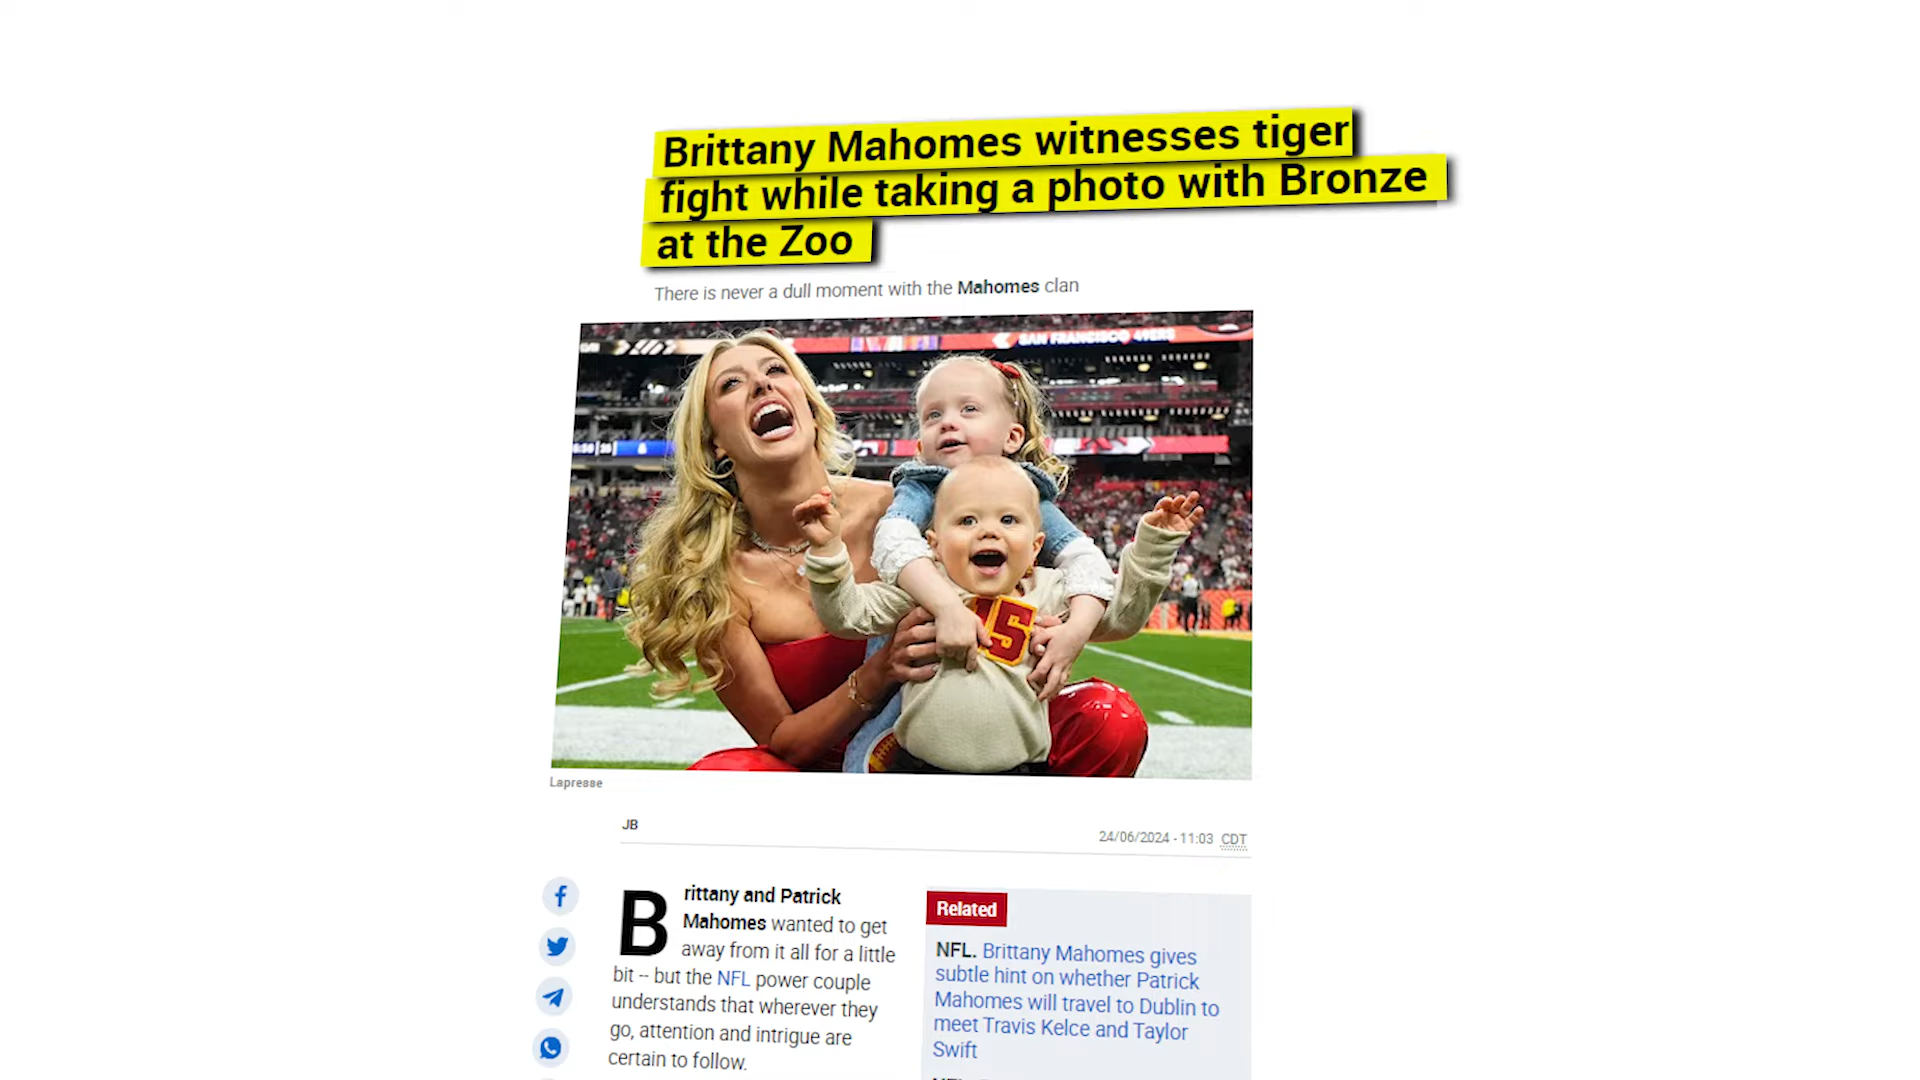 Brittany Mahomes witnesses tiger
fight while taking a photo with Bronze
at the Zoo
There is never a dull moment with the Mahomes clan
SAN FRANCISCO 49ERS
15
Lapresse
JB
24/06/2024 - 11:03 CDT
Brittany and Patrick
Mahomes wanted to get
away from it all for a little
bit -- but the NFL power couple
understands that wherever they
go, attention and intrigue are
certain to follow.
Related
NFL. Brittany Mahomes gives
subtle hint on whether Patrick
Mahomes will travel to Dublin to
meet Travis Kelce and Taylor
Swift